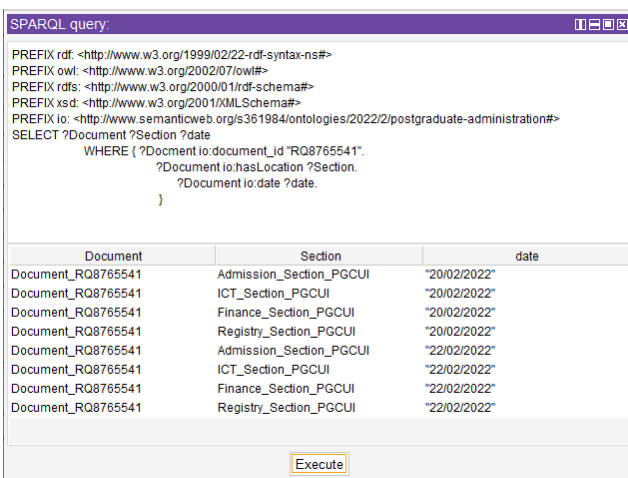 SPARQL query:
PREFIX rdf: <http://www.w3.org/1999/02/22-rdf-syntax-ns#>
PREFIX owl: <http://www.w3.org/2002/07/owl#>
PREFIX rdfs: <http://www.w3.org/2000/01/rdf-schema#>
PREFIX xsd: <http://www.w3.org/2001/XMLSchema#>
PREFIX io: <http://www.semanticweb.org/s361984/ontologies/2022/2/postgraduate-administration#>
SELECT ?Document ?Section ?date
WHERE { ?Docment io:document_id "RQ8765541".
?Document io:hasLocation ?Section.
?Document io:date ?date.
}
Document Section date
Document_RQ8765541 Admission_Section_PGCUI "20/02/2022"
Document_RQ8765541 ICT_Section_PGCUI "20/02/2022"
Document_RQ8765541 Finance_Section_PGCUI "20/02/2022"
Document_RQ8765541 Registry_Section_PGCUI "20/02/2022"
Document_RQ8765541 Admission_Section_PGCUI "22/02/2022"
Document_RQ8765541 ICT_Section_PGCUI "22/02/2022"
Document_RQ8765541 Finance_Section_PGCUI "22/02/2022"
Document_RQ8765541 Registry_Section_PGCUI "22/02/2022"
Execute